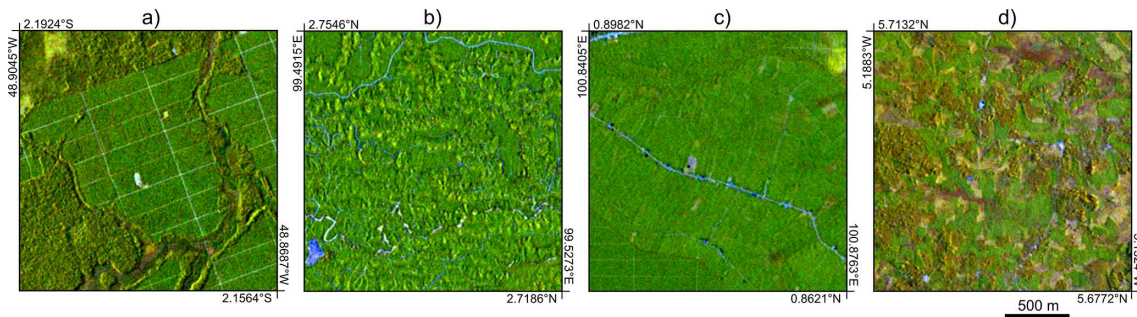 a)
2.1924°S
48.9045°W
48.8687°W
2.1564°S
b)
2.7546°N
99.4915°E
99.5273°E
2.7186°N
c)
0.8982°N
100.8405°E
100.8763°E
0.8621°N
d)
5.7132°N
5.1883°W
5.6772°N
500 m